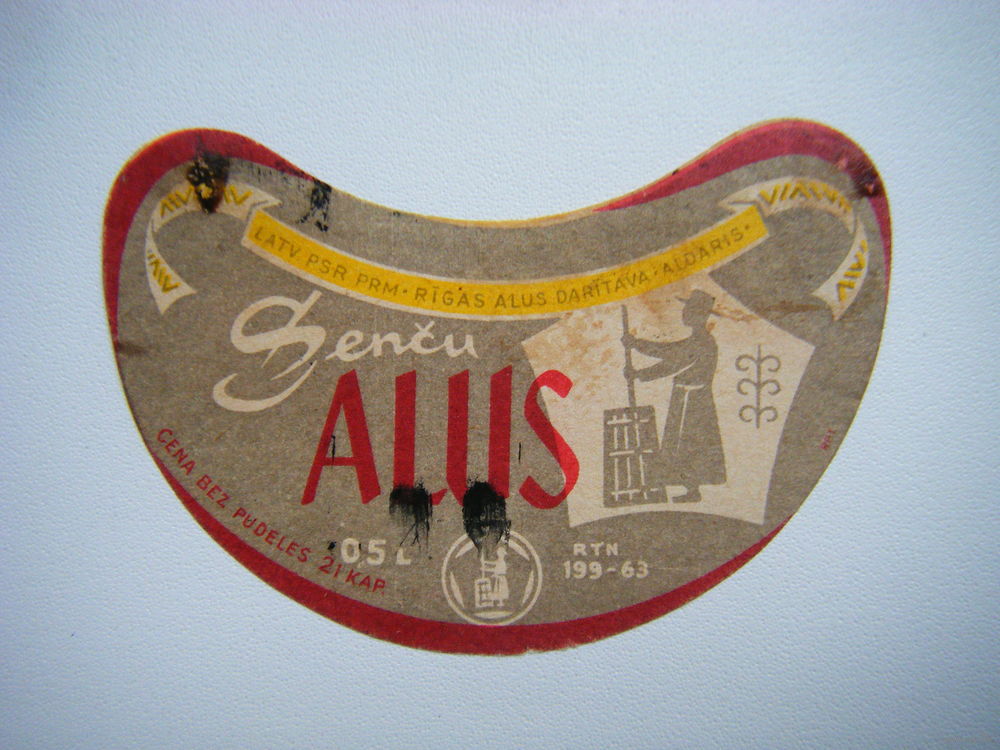 LATV PSR PRM • RĪGAS ALUS DARĪTAVA • ALDARIS •
Senču
ALUS
CENA BEZ PUDELES 21 KAP
0,5 L
RTN
199-63